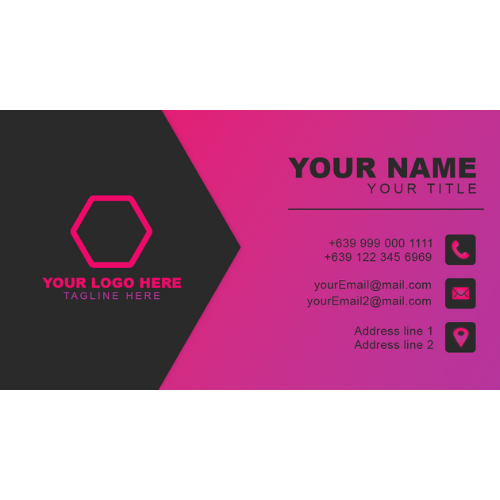 YOUR LOGO HERE
TAGLINE HERE
YOUR NAME
YOUR TITLE
+639 999 000 1111
+639 122 345 6969
yourEmail@mail.com
yourEmail2@mail.com
Address line 1
Address line 2